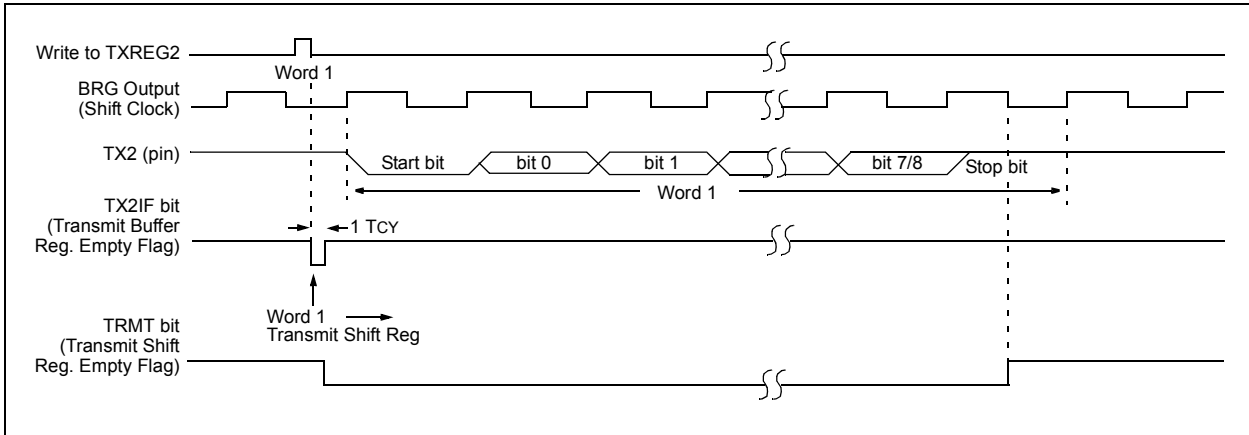 Write to TXREG2
Word 1
BRG Output
(Shift Clock)
TX2 (pin)
Start bit
bit 0
bit 1
bit 7/8
Stop bit
Word 1
TX2IF bit
(Transmit Buffer
Reg. Empty Flag)
1 TCY
Word 1
Transmit Shift Reg
TRMT bit
(Transmit Shift
Reg. Empty Flag)